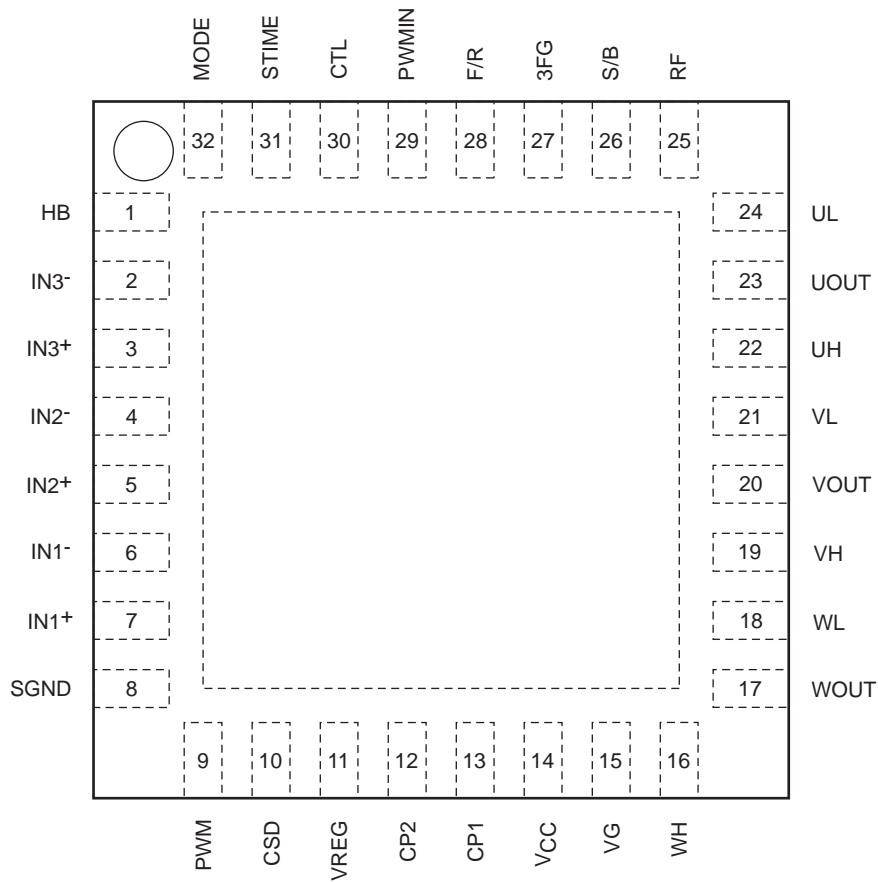 MODE STIME CTL PWMIN F/R 3FG S/B RF
32 31 30 29 28 27 26 25
HB 1 24 UL
IN3- 2 23 UOUT
IN3+ 3 22 UH
IN2- 4 21 VL
IN2+ 5 20 VOUT
IN1- 6 19 VH
IN1+ 7 18 WL
SGND 8 17 WOUT
9 10 11 12 13 14 15 16
PWM CSD VREG CP2 CP1 VCC VG WH